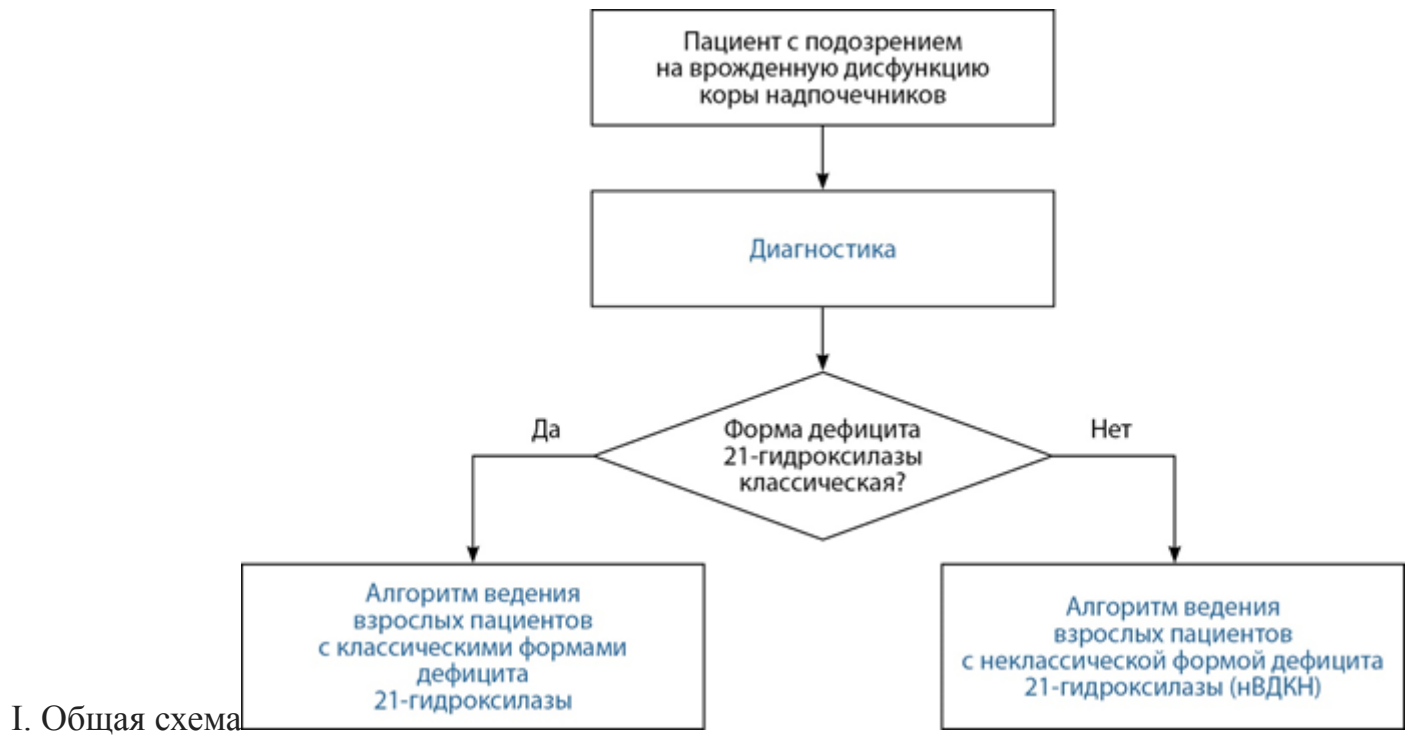 Пациент с подозрением
на врожденную дисфункцию
коры надпочечников
Диагностика
Да
Форма дефицита
21-гидроксилазы
классическая?
Нет
Алгоритм ведения
взрослых пациентов
с классическими формами
дефицита
21-гидроксилазы
Алгоритм ведения
взрослых пациентов
с неклассической формой дефицита
21-гидроксилазы (нВДКН)
I. Общая схема